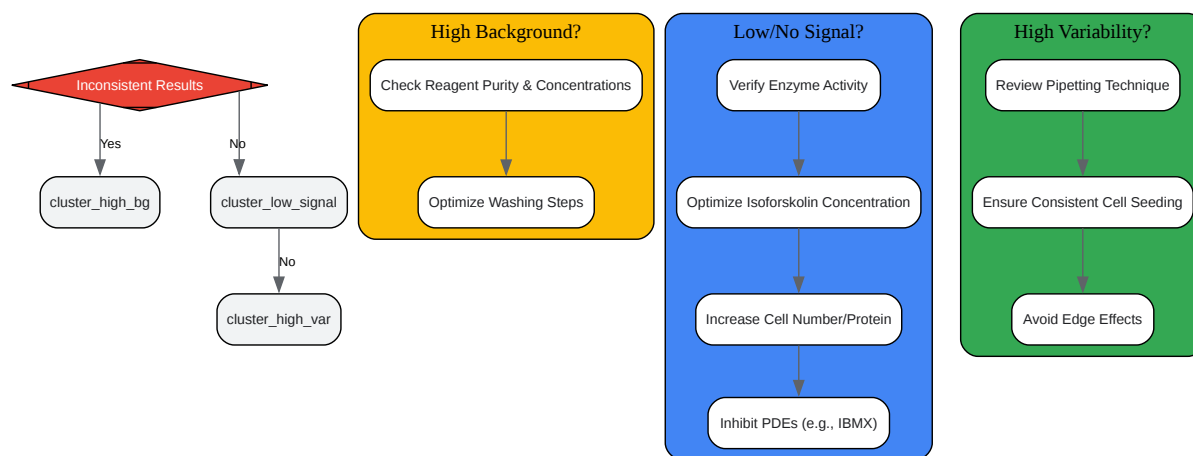 Inconsistent Results
Yes
No
cluster_high_bg
cluster_low_signal
No
cluster_high_var
High Background?
Check Reagent Purity & Concentrations
Optimize Washing Steps
Low/No Signal?
Verify Enzyme Activity
Optimize Isoforskolin Concentration
Increase Cell Number/Protein
Inhibit PDEs (e.g., IBMX)
High Variability?
Review Pipetting Technique
Ensure Consistent Cell Seeding
Avoid Edge Effects